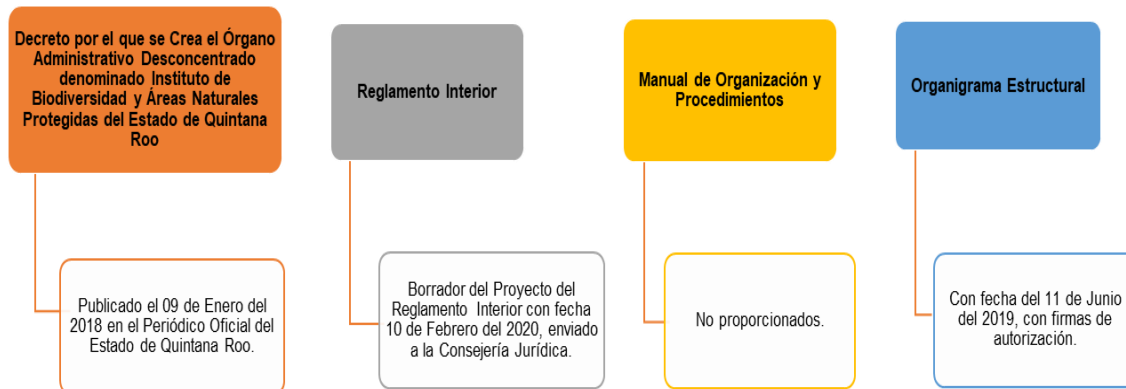 Decreto por el que se Crea el Órgano
Administrativo Desconcentrado
denominado Instituto de
Biodiversidad y Áreas Naturales
Protegidas del Estado de Quintana
Roo
Reglamento Interior
Manual de Organización y
Procedimientos
Organigrama Estructural
Publicado el 09 de Enero del
2018 en el Periódico Oficial del
Estado de Quintana Roo.
Borrador del Proyecto del
Reglamento Interior con fecha
10 de Febrero del 2020, enviado
a la Consejería Jurídica.
No proporcionados.
Con fecha del 11 de Junio
del 2019, con firmas de
autorización.